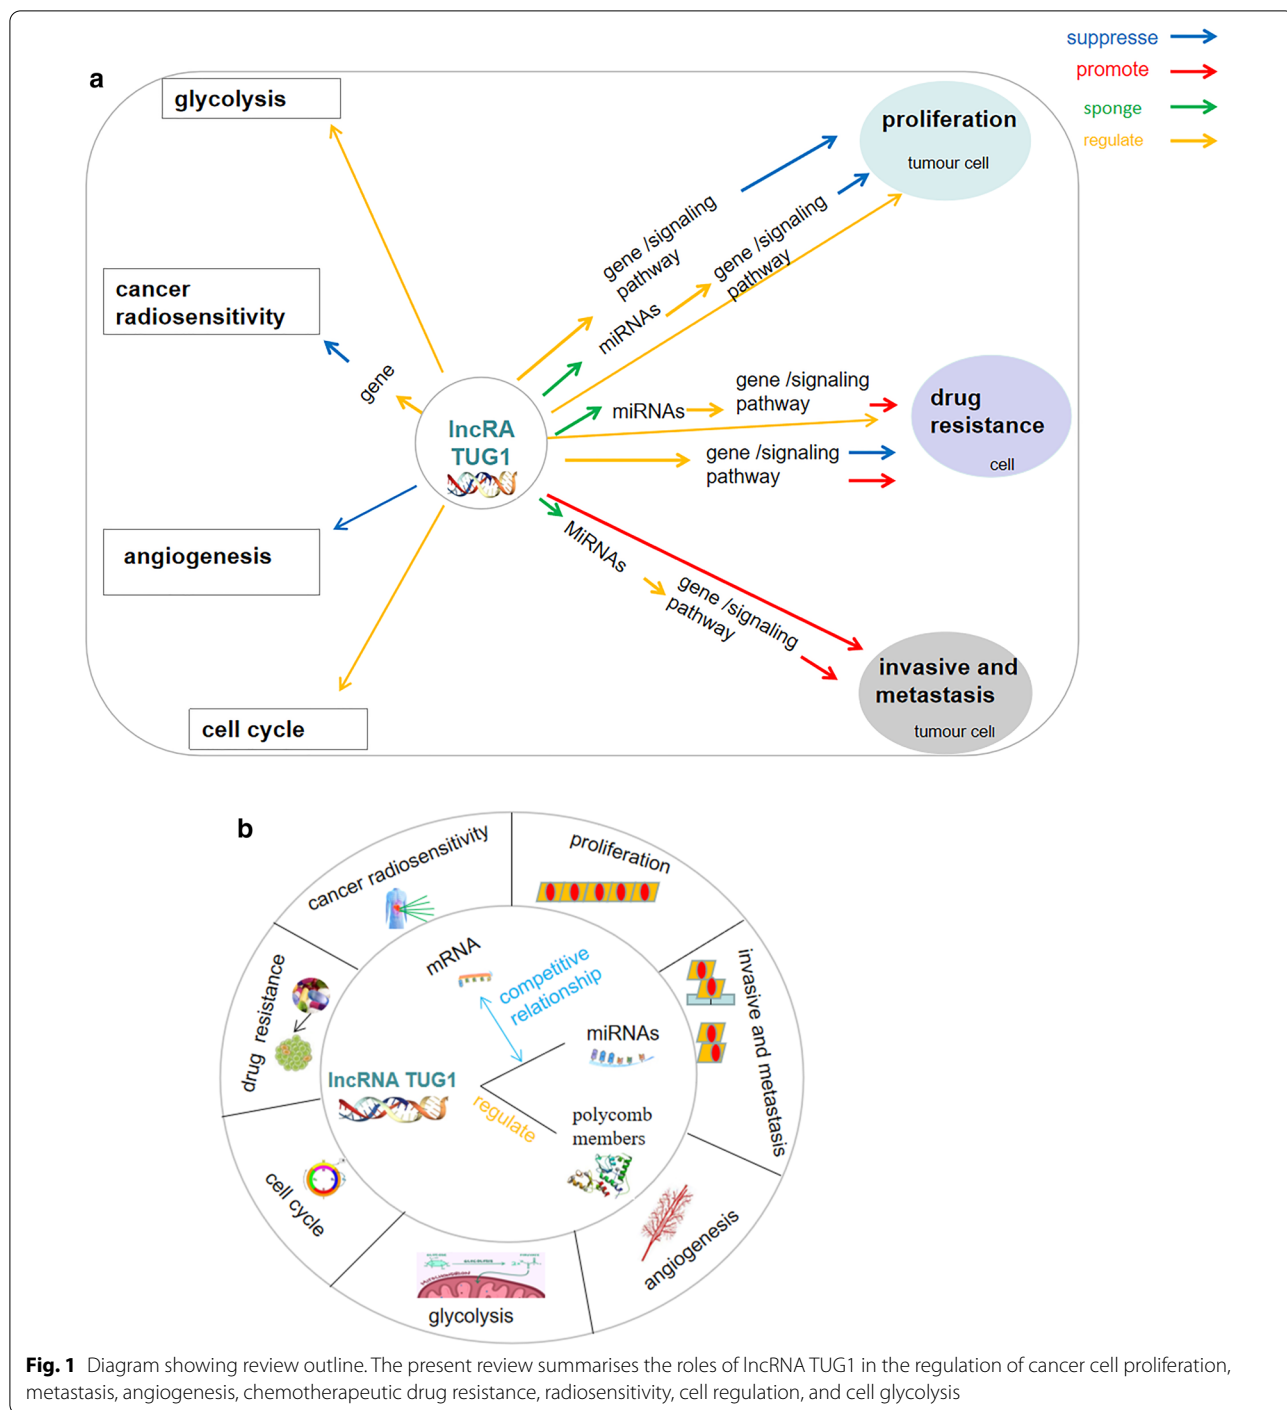 suppresse
promote
sponge
regulate
a
glycolysis
cancer
radiosensitivity
gene
angiogenesis
cell cycle
lncRA
TUG1
gene /signaling
pathway
miRNAs
gene /signaling
pathway
proliferation
tumour cell
miRNAs
gene /signaling
pathway
gene /signaling
pathway
drug
resistance
cell
MiRNAs
gene /signaling
pathway
invasive and
metastasis
tumour cell
b
cancer radiosensitivity
proliferation
invasive and metastasis
angiogenesis
glycolysis
cell cycle
drug resistance
mRNA
competitive
relationship
miRNAs
lncRNA TUG1
regulate
polycomb
members
Fig. 1 Diagram showing review outline. The present review summarises the roles of lncRNA TUG1 in the regulation of cancer cell proliferation,
metastasis, angiogenesis, chemotherapeutic drug resistance, radiosensitivity, cell regulation, and cell glycolysis